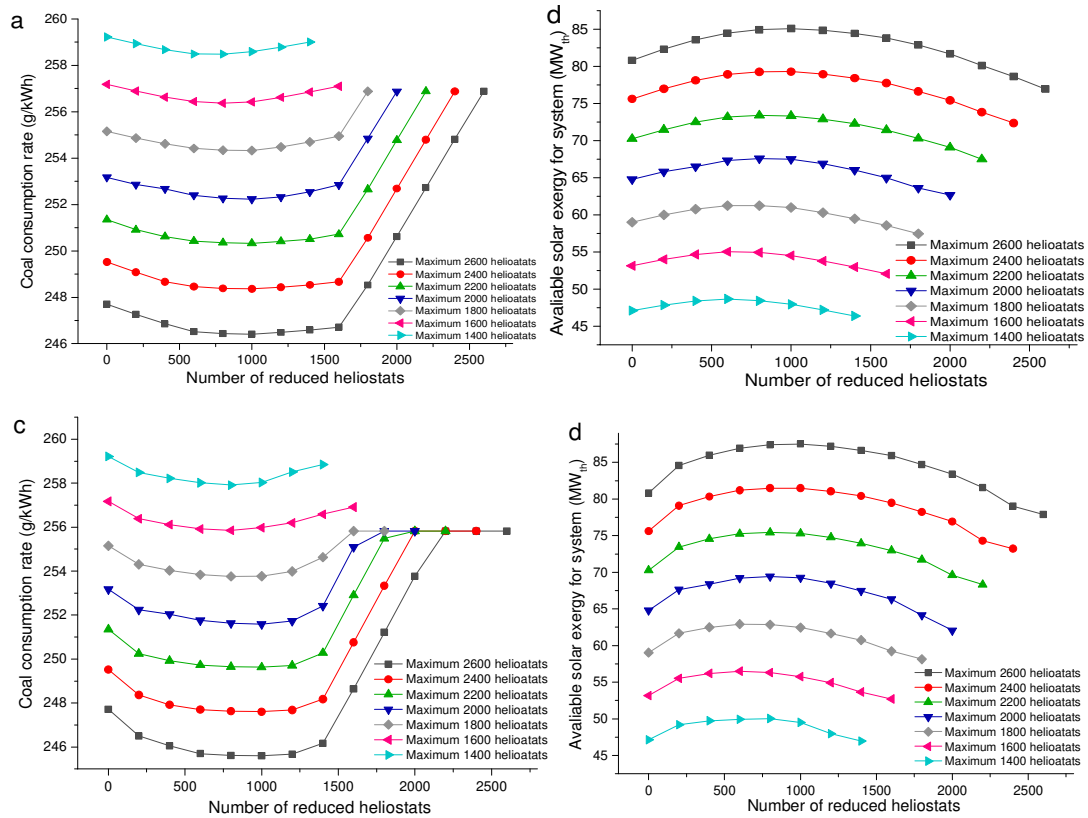 a
Coal consumption rate (g/kWh)
260
258
256
254
252
250
248
246
0
500
1000
1500
2000
2500
Number of reduced heliostats
Maximum 2600 helioatats
Maximum 2400 helioatats
Maximum 2200 helioatats
Maximum 2000 helioatats
Maximum 1800 helioatats
Maximum 1600 helioatats
Maximum 1400 helioatats
d
Avaliable solar exergy for system (MWth)
85
80
75
70
65
60
55
50
45
0
500
1000
1500
2000
2500
Number of reduced heliostats
Maximum 2600 helioatats
Maximum 2400 helioatats
Maximum 2200 helioatats
Maximum 2000 helioatats
Maximum 1800 helioatats
Maximum 1600 helioatats
Maximum 1400 helioatats
c
Coal consumption rate (g/kWh)
260
258
256
254
252
250
248
246
0
500
1000
1500
2000
2500
Number of reduced heliostats
Maximum 2600 helioatats
Maximum 2400 helioatats
Maximum 2200 helioatats
Maximum 2000 helioatats
Maximum 1800 helioatats
Maximum 1600 helioatats
Maximum 1400 helioatats
d
Avaliable solar exergy for system (MWth)
85
80
75
70
65
60
55
50
45
0
500
1000
1500
2000
2500
Number of reduced heliostats
Maximum 2600 helioatats
Maximum 2400 helioatats
Maximum 2200 helioatats
Maximum 2000 helioatats
Maximum 1800 helioatats
Maximum 1600 helioatats
Maximum 1400 helioatats